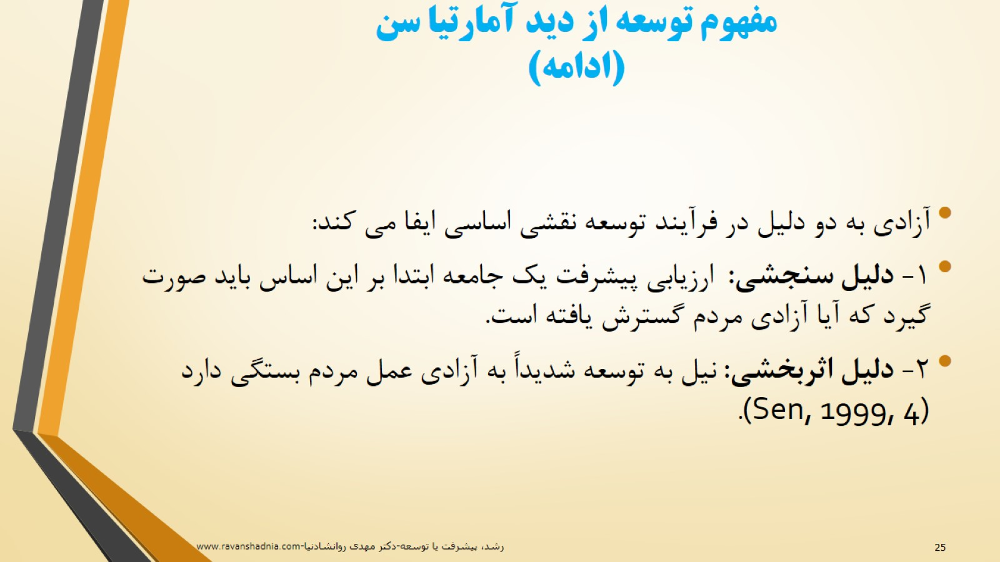 مفهوم توسعه از دید آمارتیا سن
(ادامه)
آزادی به دو دلیل در فرآیند توسعه نقشی اساسی ایفا می کند:
۱- دلیل سنجشی: ارزیابی پیشرفت یک جامعه ابتدا بر این اساس باید صورت
گیرد که آیا آزادی مردم گسترش یافته است.
۲- دلیل اثربخشی: نیل به توسعه شدیداً به آزادی عمل مردم بستگی دارد
(Sen, 1999, 4).
رشد، پیشرفت یا توسعه-دکتر مهدی روانشادنیا-www.ravanshadnia.com
25